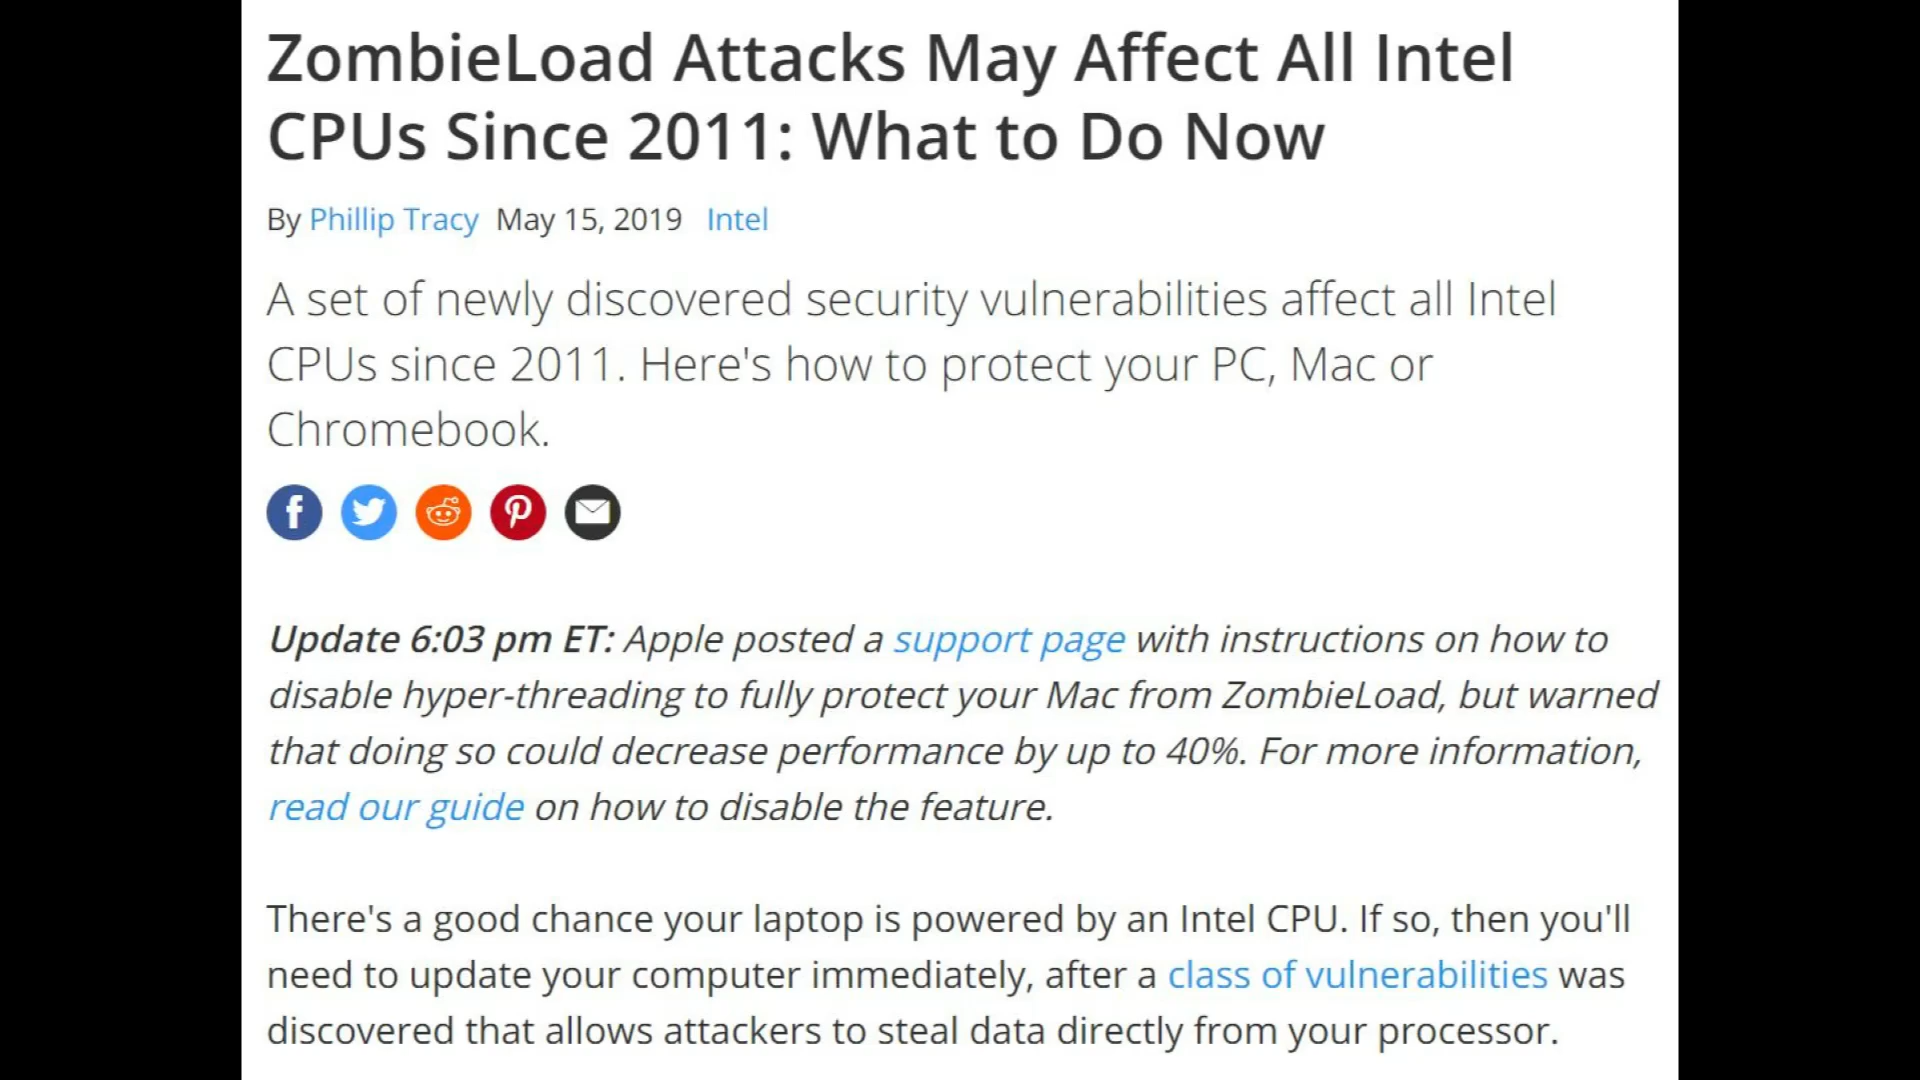 ZombieLoad Attacks May Affect All Intel
CPUs Since 2011: What to Do Now
By Phillip Tracy May 15, 2019 Intel
A set of newly discovered security vulnerabilities affect all Intel
CPUs since 2011. Here's how to protect your PC, Mac or
Chromebook.
Update 6:03 pm ET: Apple posted a support page with instructions on how to
disable hyper-threading to fully protect your Mac from ZombieLoad, but warned
that doing so could decrease performance by up to 40%. For more information,
read our guide on how to disable the feature.
There's a good chance your laptop is powered by an Intel CPU. If so, then you'll
need to update your computer immediately, after a class of vulnerabilities was
discovered that allows attackers to steal data directly from your processor.